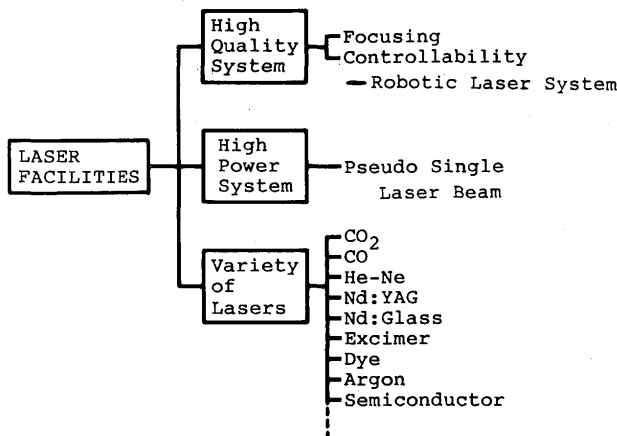 High
Quality
System
Focusing
Controllability
Robotic Laser System
LASER
FACILITIES
High
Power
System
Pseudo Single
Laser Beam
Variety
of
Lasers
CO2
CO
He-Ne
Nd:YAG
Nd:Glass
Excimer
Dye
Argon
Semiconductor